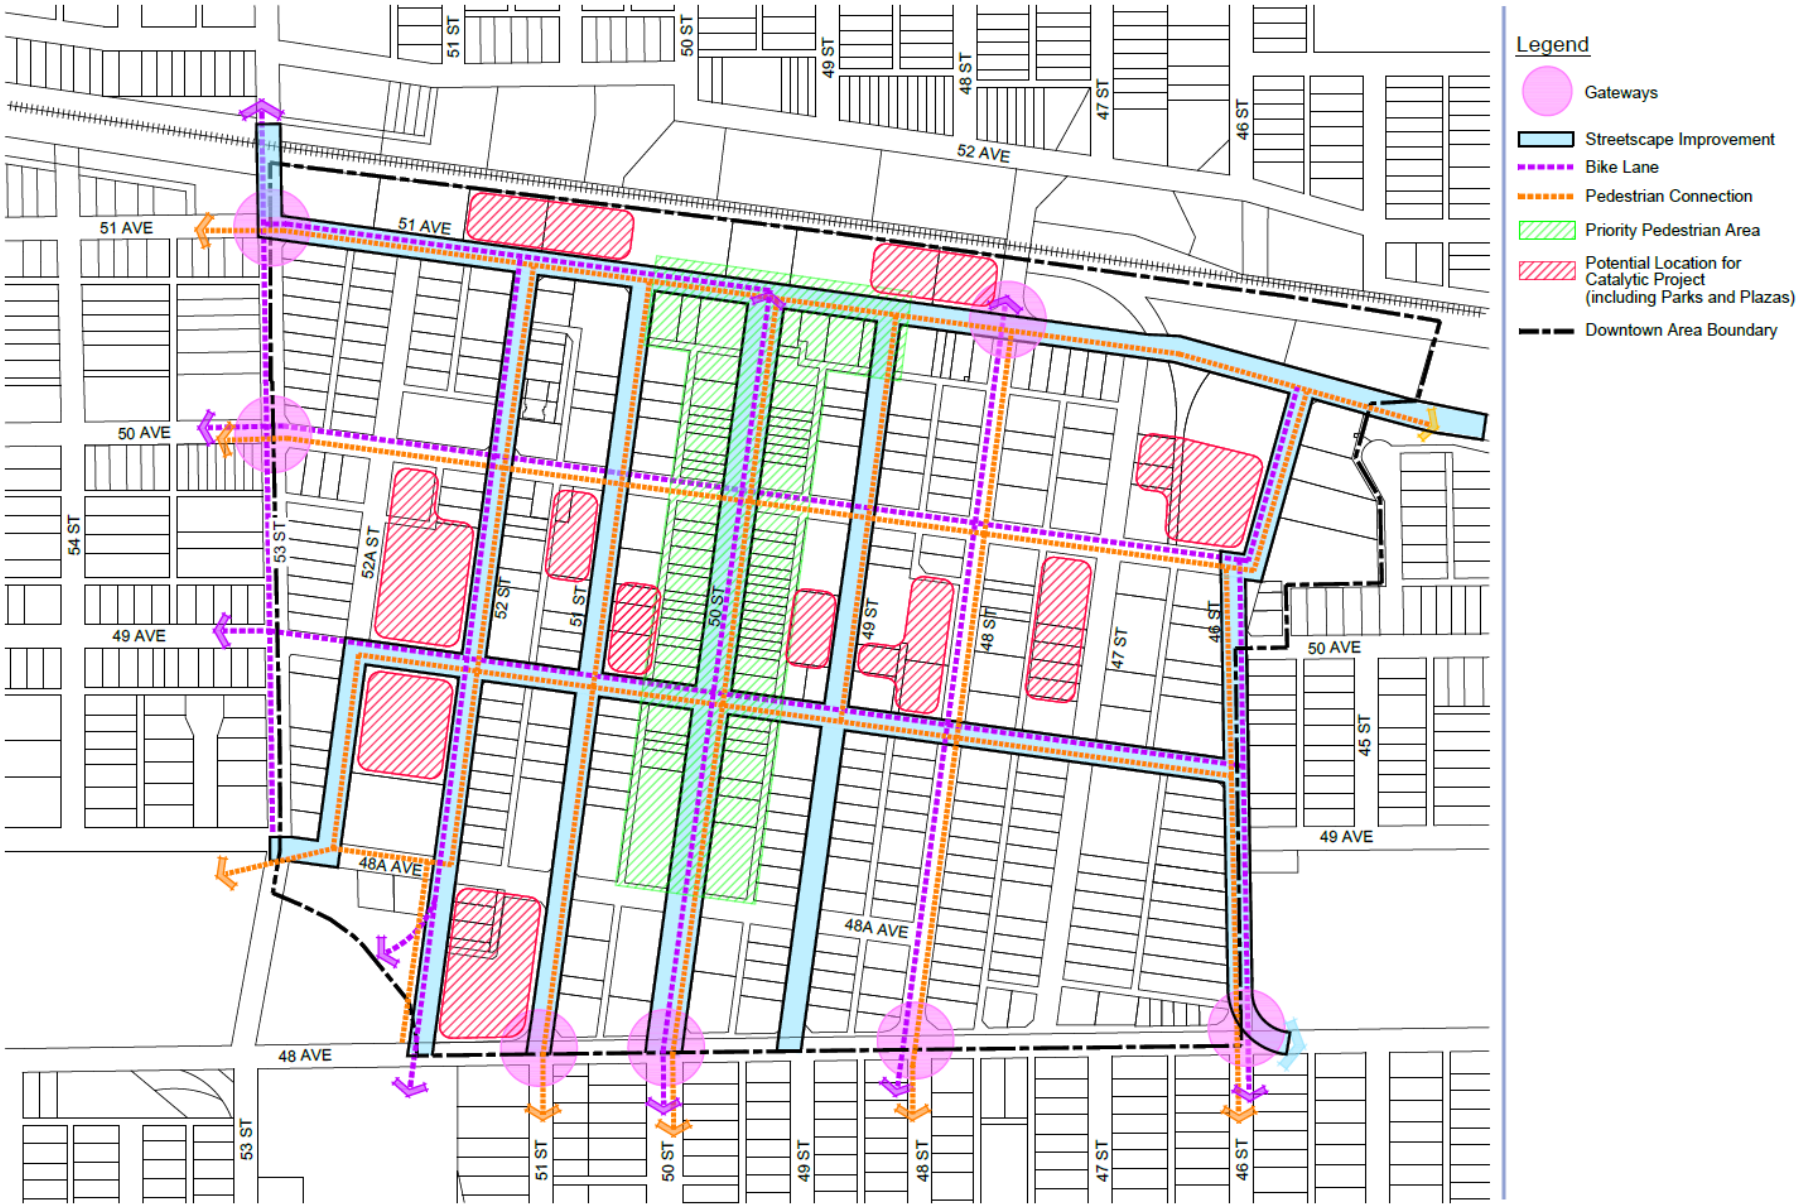 51 ST
50 ST
49 ST
48 ST
47 ST
46 ST
52 AVE
51 AVE
51 AVE
50 AVE
54 ST
53 ST
52A ST
52 ST
51 ST
50 ST
49 ST
48 ST
47 ST
46 ST
49 AVE
50 AVE
45 ST
49 AVE
48A AVE
48A AVE
48 AVE
53 ST
51 ST
50 ST
49 ST
48 ST
47 ST
46 ST
Legend
Gateways
Streetscape Improvement
Bike Lane
Pedestrian Connection
Priority Pedestrian Area
Potential Location for
Catalytic Project
(including Parks and Plazas)
Downtown Area Boundary